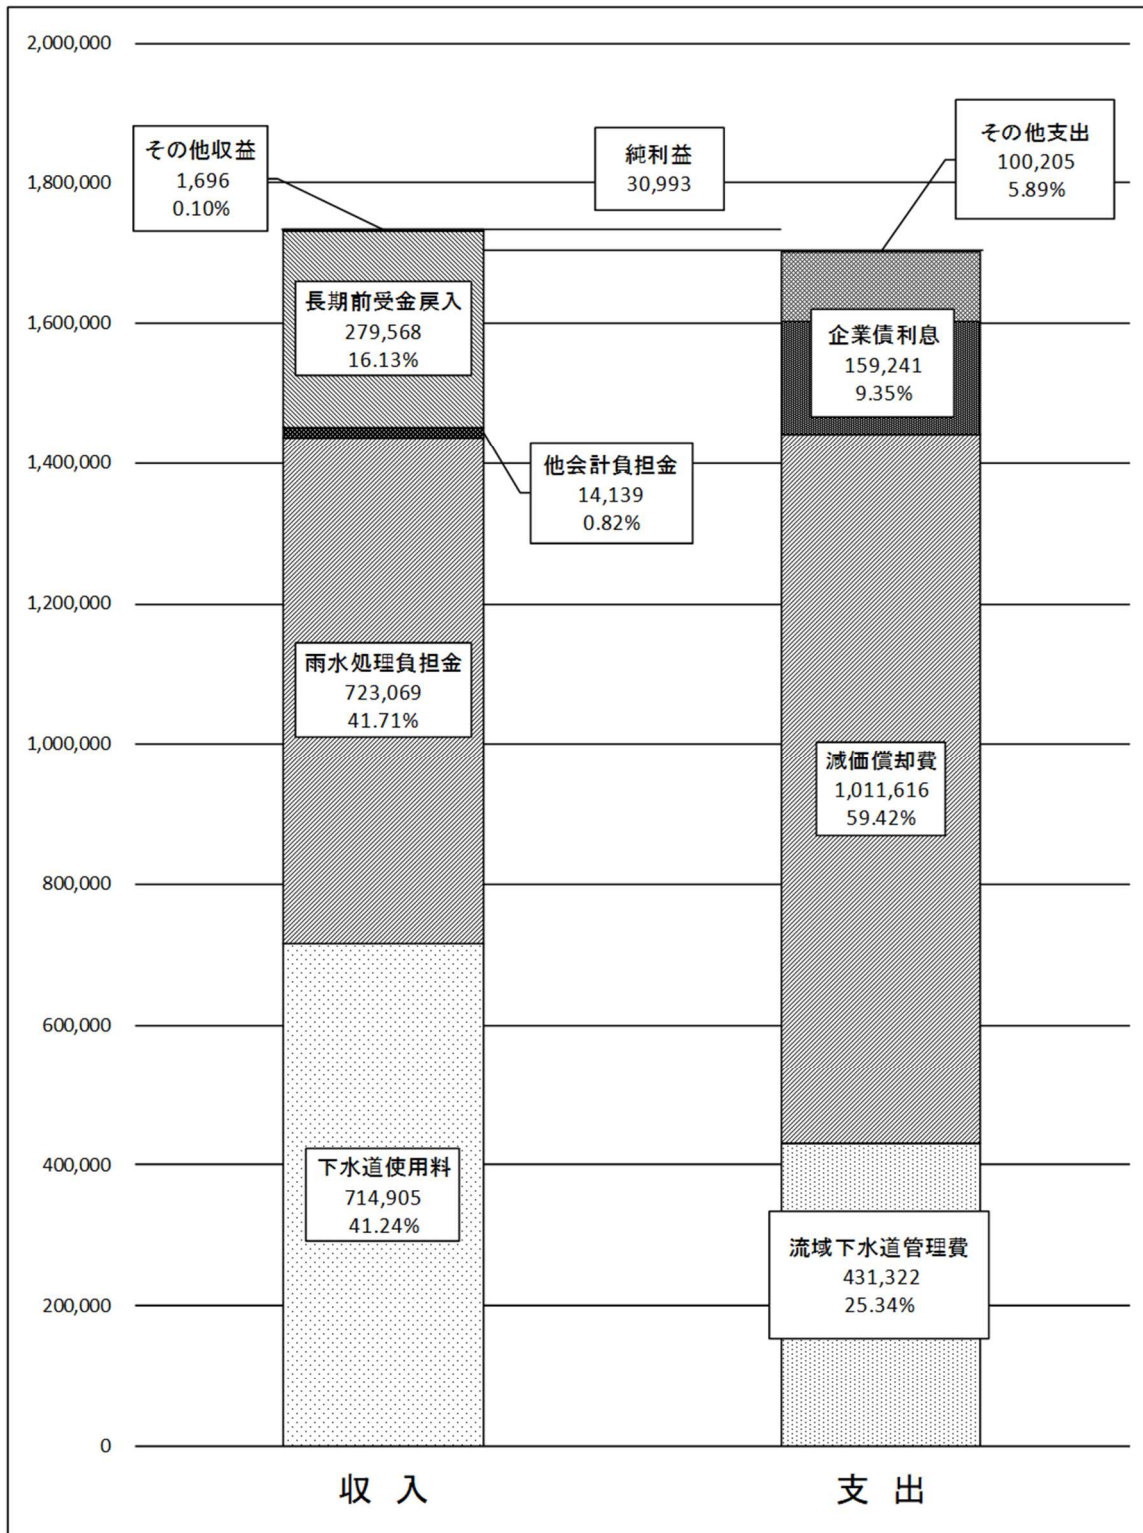 2,000,000
1,800,000
1,600,000
1,400,000
1,200,000
1,000,000
800,000
600,000
400,000
200,000
0
その他収益
1,696
0.10%
長期前受金戻入
279,568
16.13%
他会計負担金
14,139
0.82%
雨水処理負担金
723,069
41.71%
下水道使用料
714,905
41.24%
純利益
30,993
その他支出
100,205
5.89%
企業債利息
159,241
9.35%
減価償却費
1,011,616
59.42%
流域下水道管理費
431,322
25.34%
収 入
支 出